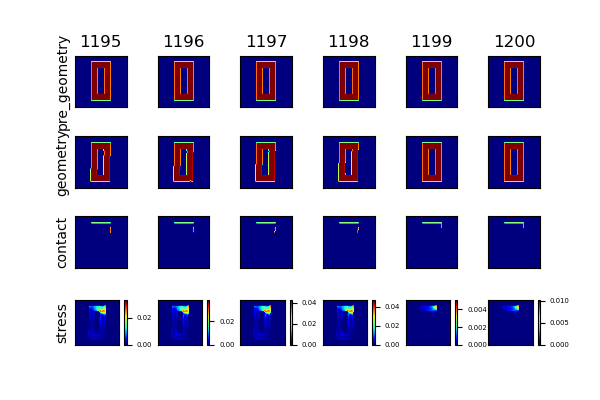 1195 1196 1197 1198 1199 1200
pre_geometry
geometry
contact
stress
0.02 0.00
0.02 0.00
0.04 0.02 0.00
0.04 0.02 0.00
0.004 0.002 0.000
0.010 0.005 0.000